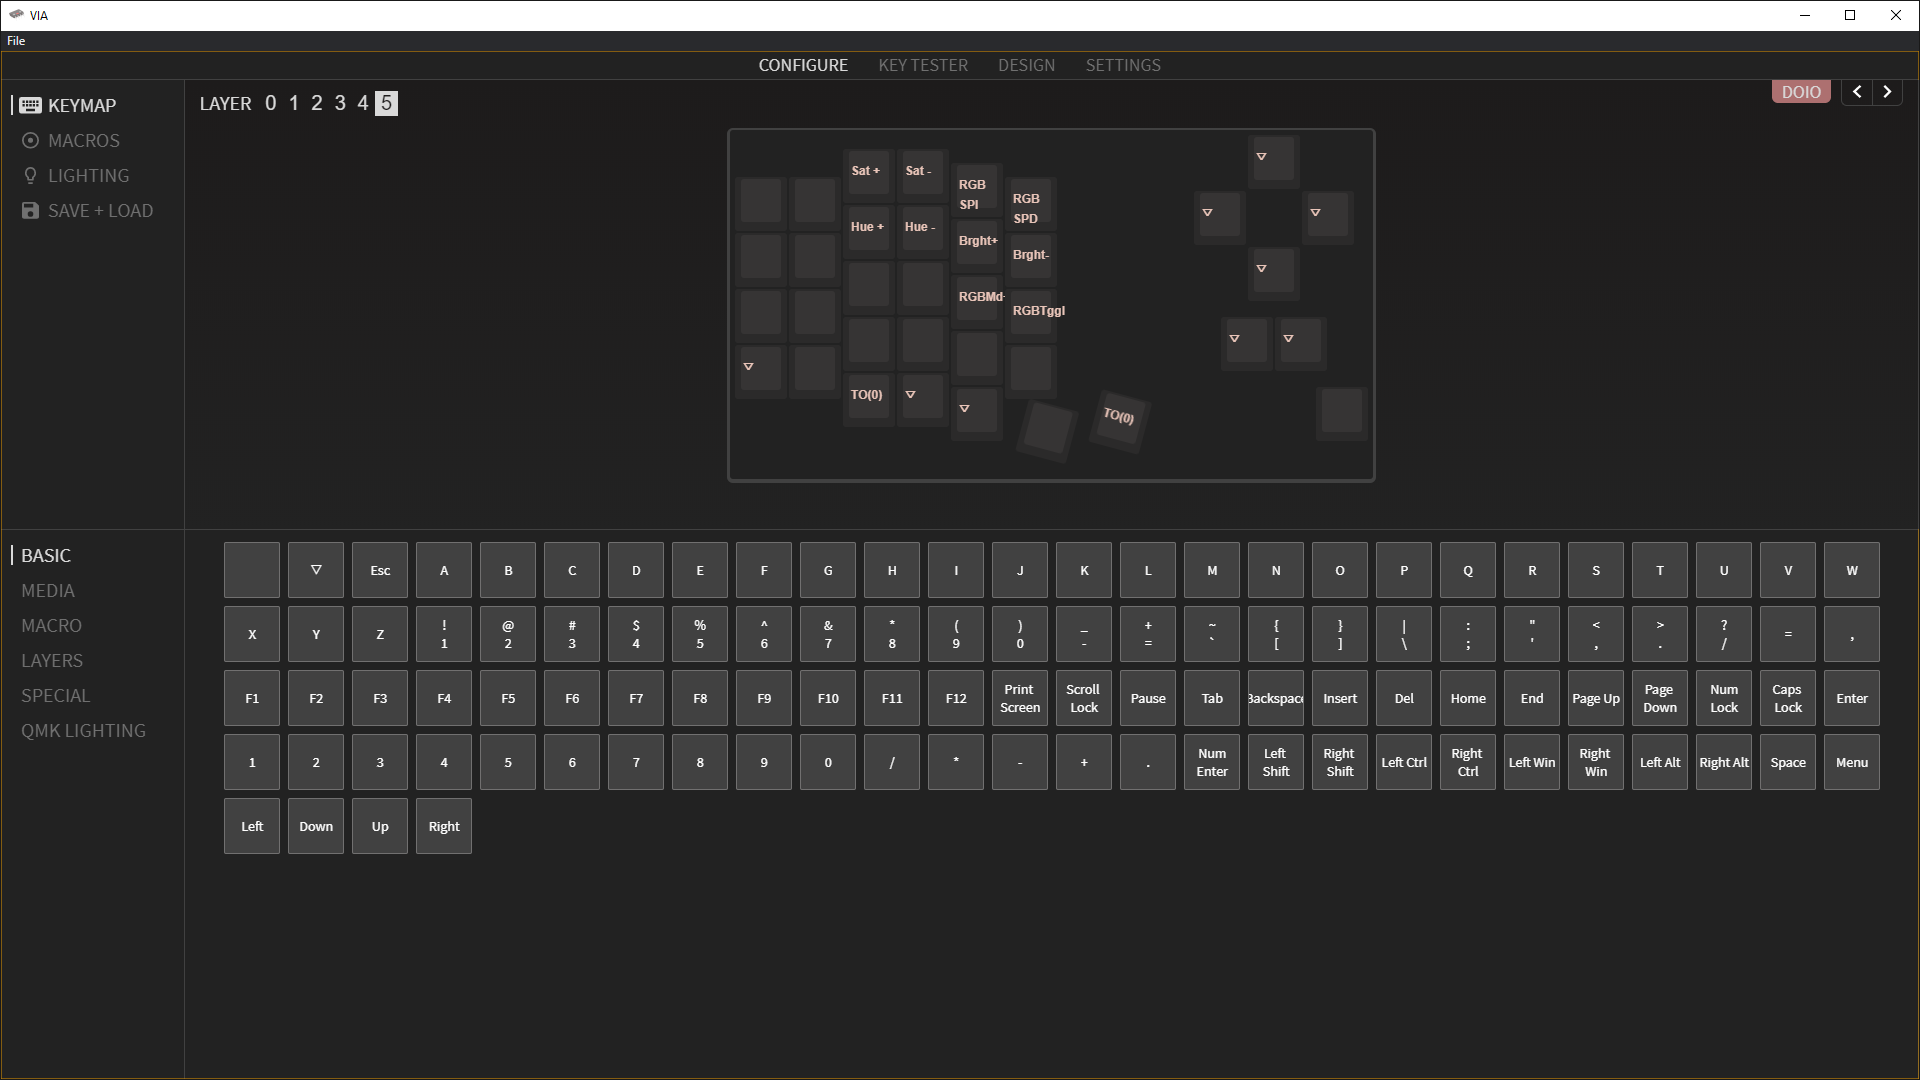 VIA
File
CONFIGURE KEY TESTER DESIGN SETTINGS
KEYMAP
MACROS
LIGHTING
SAVE + LOAD
LAYER 0 1 2 3 4 5
DOIO
Sat + Sat -
RGB
SPI
RGB
SPD
Hue + Hue -
Brght+
Brght-
RGBMd
RGBTggl
▽
TO(0) ▽
▽
TO(0)
▽
▽ ▽
▽
▽ ▽
BASIC
MEDIA
MACRO
LAYERS
SPECIAL
QMK LIGHTING
▽ Esc A B C D E F G H I J K L M N O P Q R S T U V W
X Y Z ! @ # $ % ^ & * ( ) _ + ~ { } | : " < > ? = ,
1 2 3 4 5 6 7 8 9 0 - = ` [ ] \ ; ' , . /
F1 F2 F3 F4 F5 F6 F7 F8 F9 F10 F11 F12 Print Screen Scroll Lock Pause Tab Backspace Insert Del Home End Page Up Page Down Num Lock Caps Lock Enter
1 2 3 4 5 6 7 8 9 0 / * - + . Num Enter Left Shift Right Shift Left Ctrl Right Ctrl Left Win Right Win Left Alt Right Alt Space Menu
Left Down Up Right